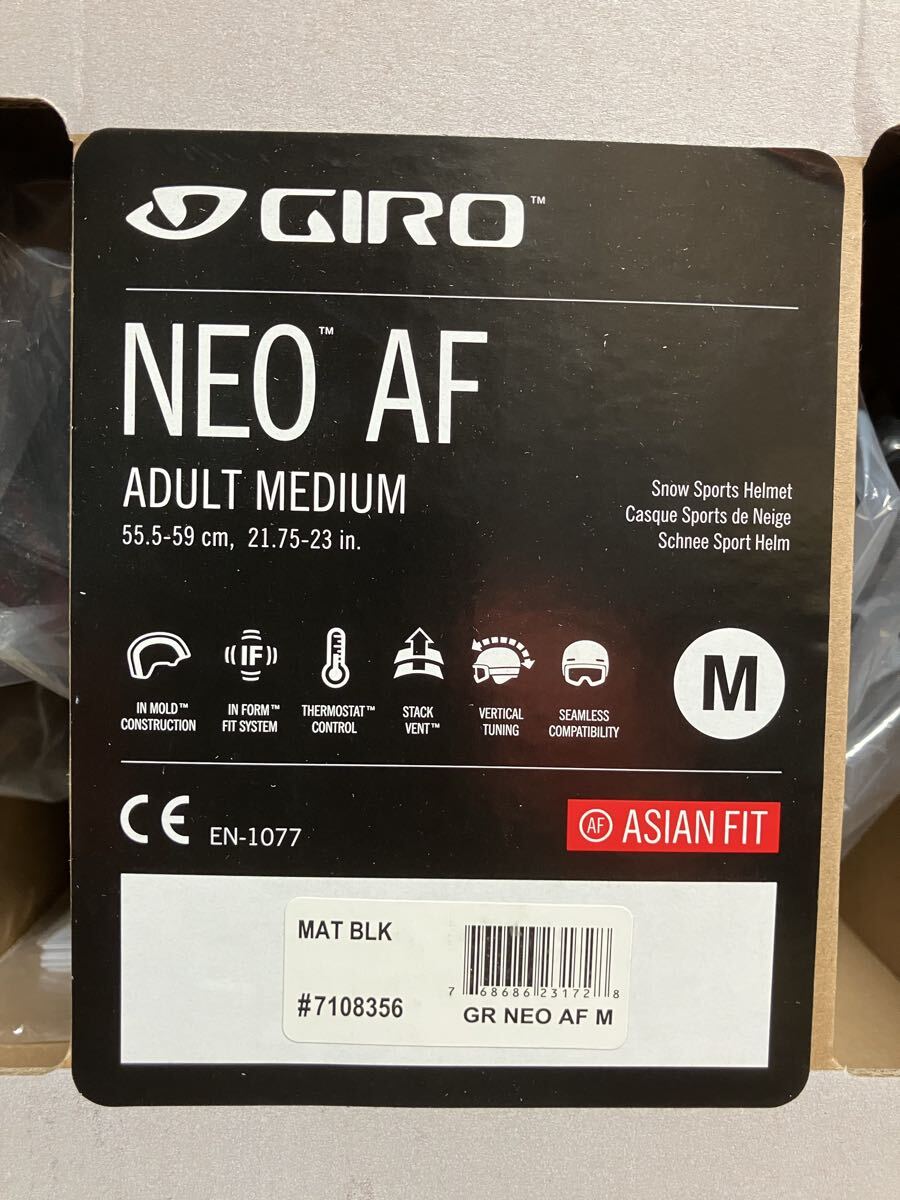 GIRO™
NEO™ AF
ADULT MEDIUM
55.5-59 cm, 21.75-23 in.
Snow Sports Helmet
Casque Sports de Neige
Schnee Sport Helm
IN MOLD™
CONSTRUCTION
IF
IN FORM™
FIT SYSTEM
THERMOSTAT™
CONTROL
STACK
VENT™
VERTICAL
TUNING
SEAMLESS
COMPATIBILITY
M
CE EN-1077
AF ASIAN FIT
MAT BLK
#7108356
7 68686 23172 8
GR NEO AF M